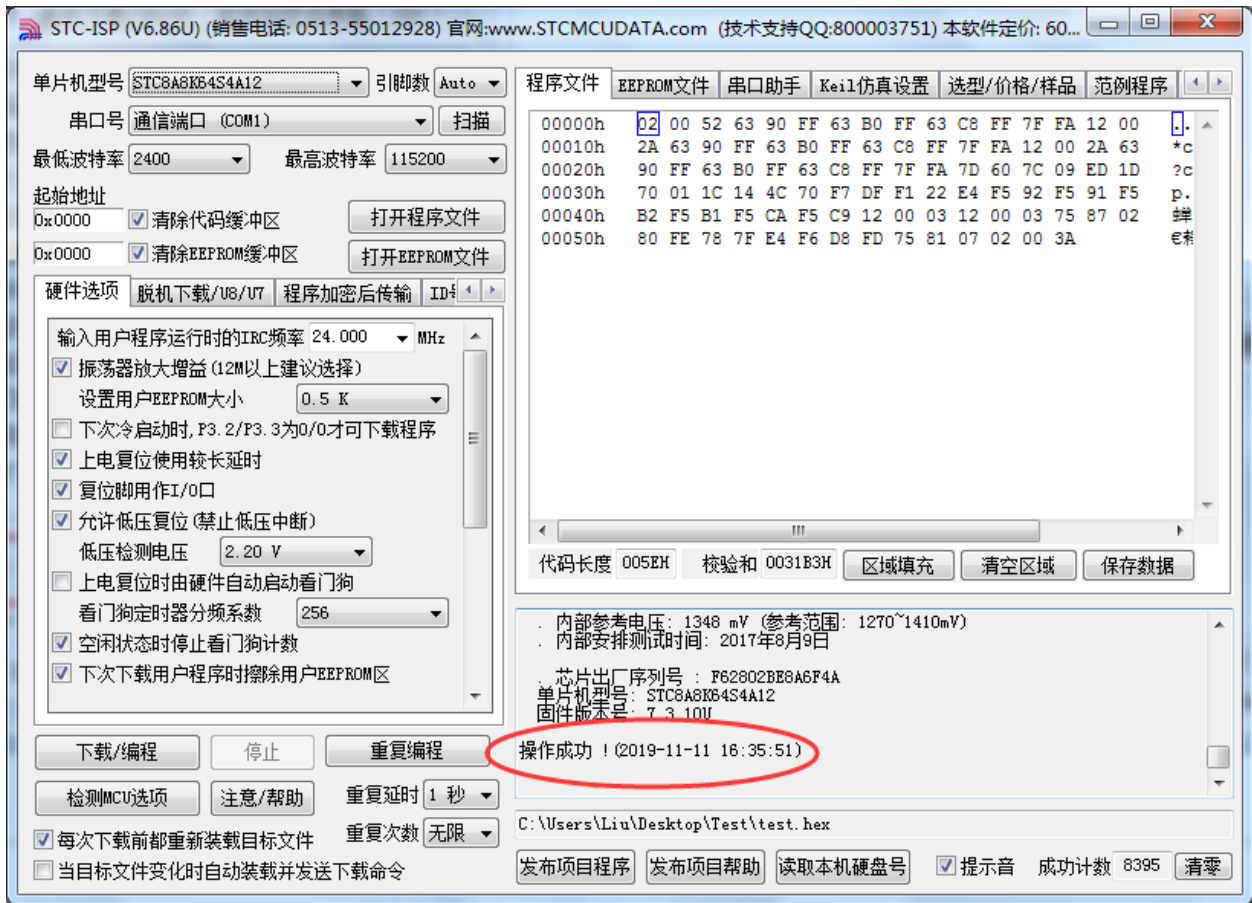 STC-ISP (V6.86U) (销售电话: 0513-55012928) 官网:www.STCMCUDATA.com (技术支持QQ:800003751) 本软件定价: 60...
单片机型号 STC8A8K64S4A12 引脚数 Auto
串口号 通信端口 (COM1) 扫描
最低波特率 2400 最高波特率 115200
起始地址
0x0000 清除代码缓冲区 打开程序文件
0x0000 清除EEPROM缓冲区 打开EEPROM文件
硬件选项 脱机下载/U8/U7 程序加密后传输
输入用户程序运行时的IRC频率 24.000 MHz
振荡器放大增益(12M以上建议选择)
设置用户EEPROM大小 0.5 K
下次冷启动时,P3.2/P3.3为0/0才可下载程序
上电复位使用较长延时
复位脚用作I/O口
允许低压复位(禁止低压中断)
低压检测电压 2.20 V
上电复位时由硬件自动启动看门狗
看门狗定时器分频系数 256
空闲状态时停止看门狗计数
下次下载用户程序时擦除用户EEPROM区
下载/编程 停止 重复编程
检测MCU选项 注意/帮助 重复延时 1 秒
每次下载前都重新装载目标文件 重复次数 无限
当目标文件变化时自动装载并发送下载命令
程序文件 EEPROM文件 串口助手 Keil仿真设置 选型/价格/样品 范例程序
00000h 02 00 52 63 90 FF 63 B0 FF 63 C8 FF 7F FA 12 00 ..
00010h 2A 63 90 FF 63 B0 FF 63 C8 FF 7F FA 12 00 2A 63 *c
00020h 90 FF 63 B0 FF 63 C8 FF 7F FA 7D 60 7C 09 ED 1D ?c
00030h 70 01 1C 14 4C 70 F7 DF F1 22 E4 F5 92 F5 91 F5 p.
00040h B2 F5 B1 F5 CA F5 C9 12 00 03 12 00 03 75 87 02
00050h 80 FE 78 7F E4 F6 D8 FD 75 81 07 02 00 3A
代码长度 005EH 校验和 0031B3H 区域填充 清空区域 保存数据
. 内部参考电压: 1348 mV (参考范围: 1270~1410mV)
. 内部安排测试时间: 2017年8月9日
. 芯片出厂序列号 : F62802BE8A6F4A
单片机型号: STC8A8K64S4A12
固件版本号: 7.3.10U
操作成功 !(2019-11-11 16:35:51)
C:\Users\Liu\Desktop\Test\test.hex
发布项目程序 发布项目帮助 读取本机硬盘号 提示音 成功计数 8395 清零